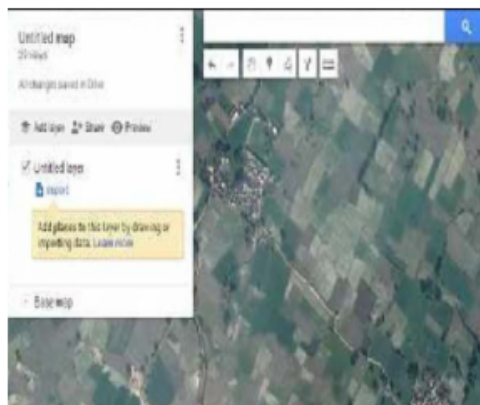 Untitled map
All changes saved in Drive
Add layer Share Preview
Untitled layer
Import
Add places to this layer by drawing or
importing data. Learn more
Base map